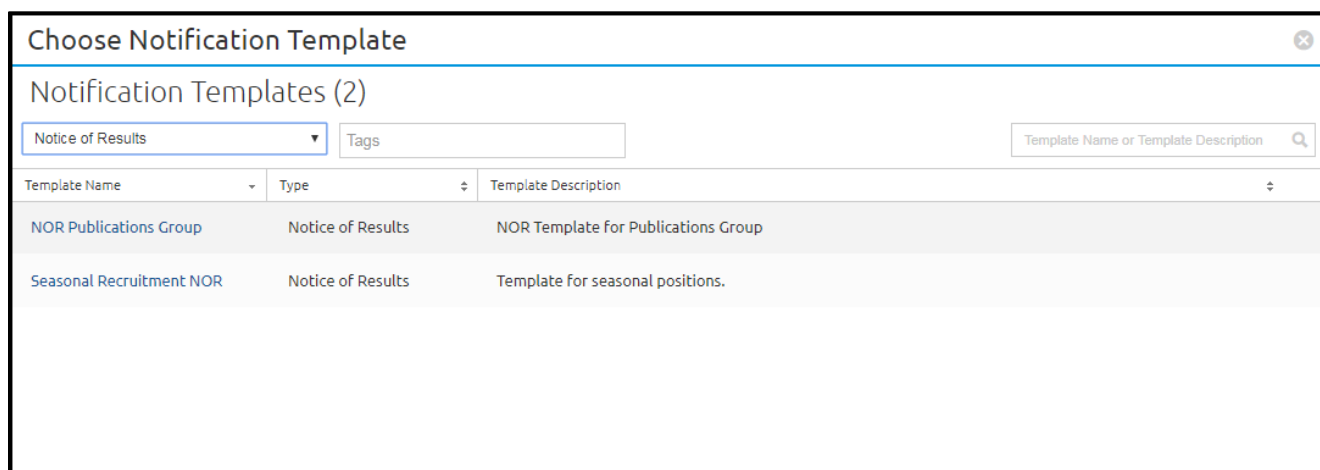 Choose Notification Template
Notification Templates (2)
Notice of Results Tags Template Name or Template Description
Template Name Type Template Description
NOR Publications Group Notice of Results NOR Template for Publications Group
Seasonal Recruitment NOR Notice of Results Template for seasonal positions.